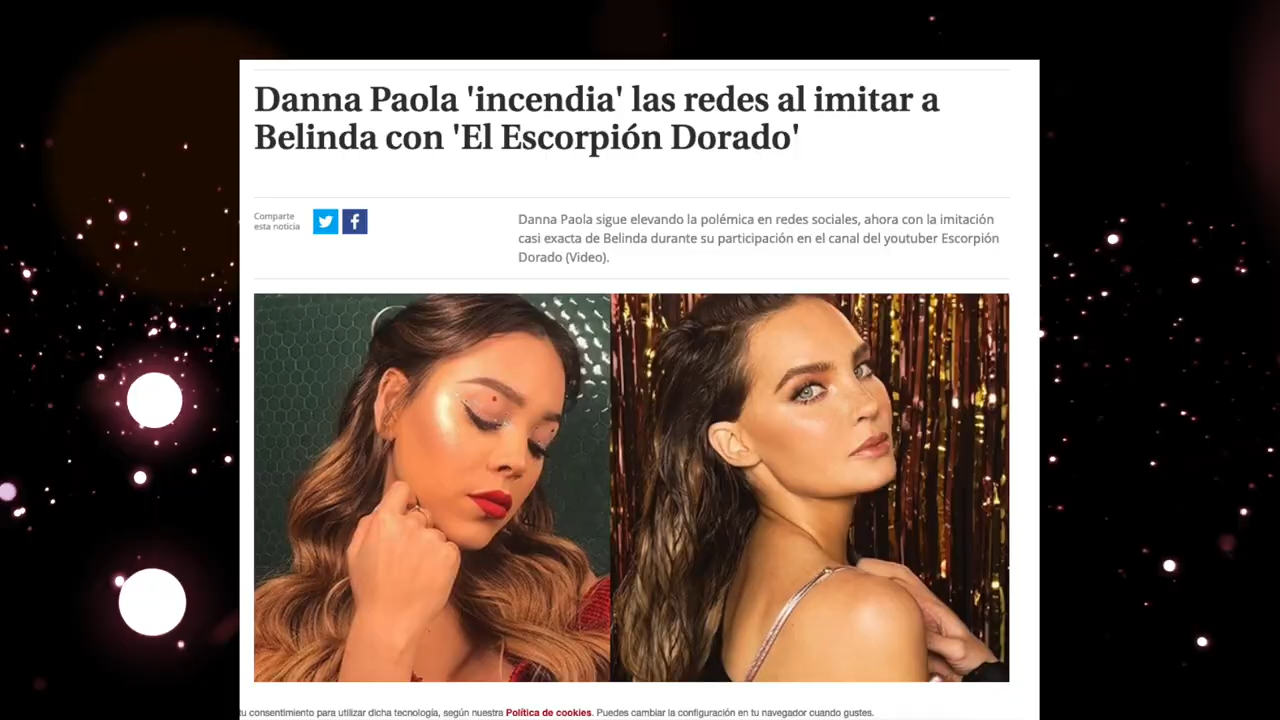 Danna Paola 'incendia' las redes al imitar a
Belinda con 'El Escorpión Dorado'
Comparte
esta noticia
Danna Paola sigue elevando la polémica en redes sociales, ahora con la imitación
casi exacta de Belinda durante su participación en el canal del youtuber Escorpión
Dorado (Video).
tu consentimiento para utilizar dicha tecnología, según nuestra Política de cookies. Puedes cambiar la configuración en tu navegador cuando gustes.